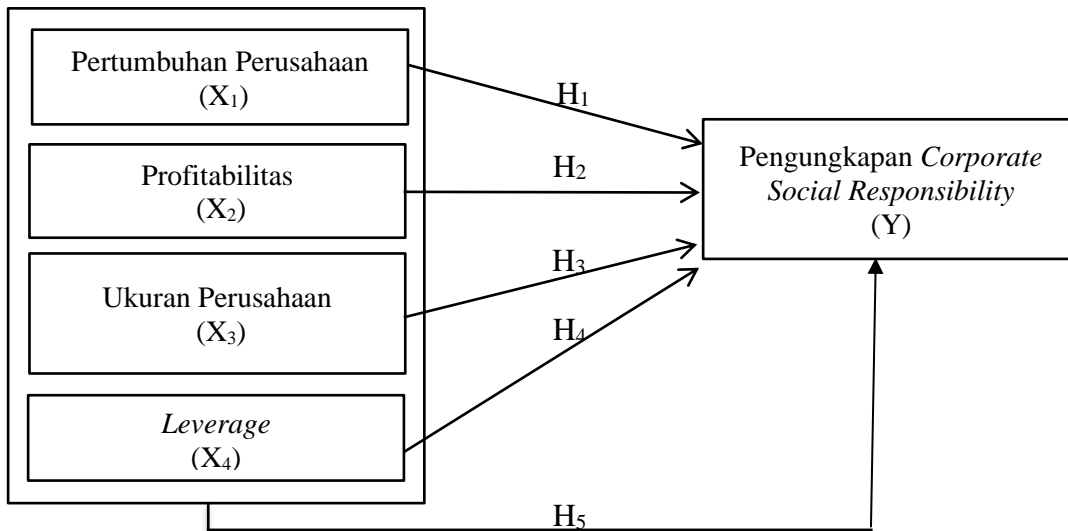 Pertumbuhan Perusahaan
(X₁)
H₁
Profitabilitas
(X₂)
H₂
Pengungkapan Corporate
Social Responsibility
(Y)
Ukuran Perusahaan
(X₃)
H₃
Leverage
(X₄)
H₄
H₅